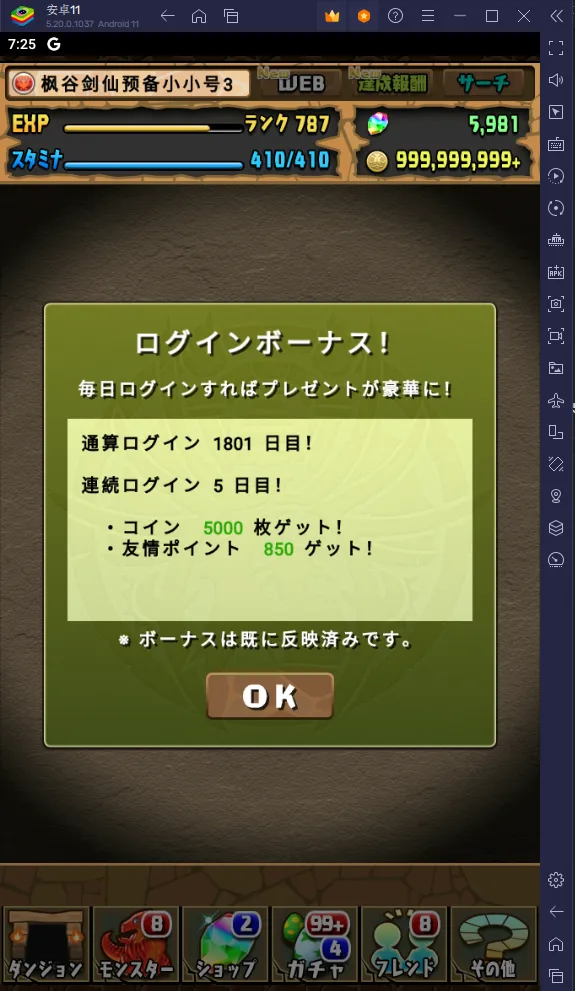 安卓11
5.20.0.1037 Android 11
7:25 G
枫谷剑仙预备小小号3
New WEB
New 達成報酬
サーチ
EXP ランク 787
5,981
スタミナ 410/410
999,999,999+
ログインボーナス!
毎日ログインすればプレゼントが豪華に!
通算ログイン 1801 日目!
連続ログイン 5 日目!
・コイン 5000 枚ゲット!
・友情ポイント 850 ゲット!
※ ボーナスは既に反映済みです。
OK
8
2
99+
4
8
ダンジョン
モンスター
ショップ
ガチャ
フレンド
その他